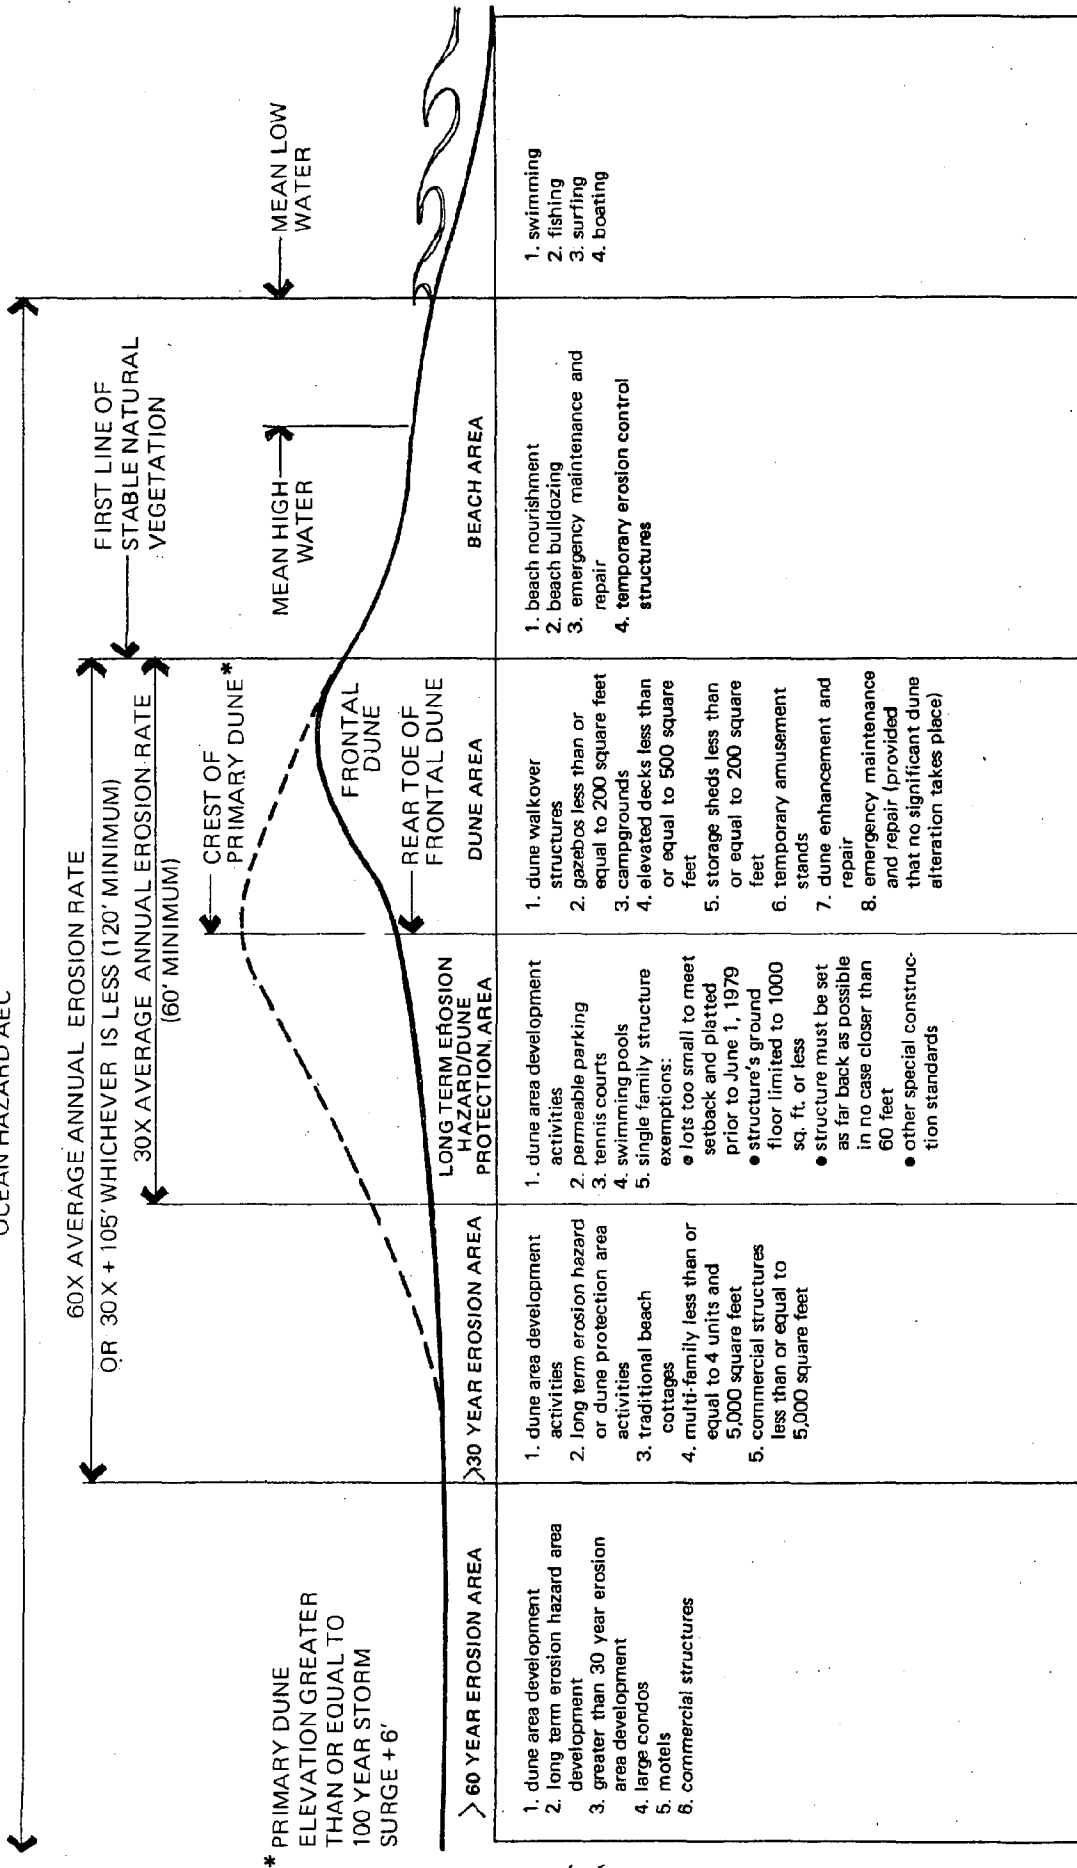 OCEAN HAZARD AEC
60X AVERAGE ANNUAL EROSION RATE
OR 30 X + 105' WHICHEVER IS LESS (120' MINIMUM)
30X AVERAGE ANNUAL EROSION RATE
(60' MINIMUM)
FIRST LINE OF
STABLE NATURAL
VEGETATION
* PRIMARY DUNE
ELEVATION GREATER
THAN OR EQUAL TO
100 YEAR STORM
SURGE + 6'
CREST OF
PRIMARY DUNE*
MEAN HIGH
WATER
MEAN LOW
WATER
FRONTAL
DUNE
REAR TOE OF
FRONTAL DUNE
>60 YEAR EROSION AREA
1. dune area development
2. long term erosion hazard area
development
3. greater than 30 year erosion
area development
4. large condos
5. motels
6. commercial structures
>30 YEAR EROSION AREA
1. dune area development
activities
2. long term erosion hazard
or dune protection area
activities
3. traditional beach
cottages
4. multi-family less than or
equal to 4 units and
5,000 square feet
5. commercial structures
less than or equal to
5,000 square feet
LONG TERM EROSION
HAZARD/DUNE
PROTECTION AREA
1. dune area development
activities
2. permeable parking
3. tennis courts
4. swimming pools
5. single family structure
exemptions:
• lots too small to meet
setback and platted
prior to June 1, 1979
• structure's ground
floor limited to 1000
sq. ft. or less
• structure must be set
as far back as possible
in no case closer than
60 feet
• other special construc-
tion standards
DUNE AREA
1. dune walkover
structures
2. gazebos less than or
equal to 200 square feet
3. campgrounds
4. elevated decks less than
or equal to 500 square
feet
5. storage sheds less than
or equal to 200 square
feet
6. temporary amusement
stands
7. dune enhancement and
repair
8. emergency maintenance
and repair (provided
that no significant dune
alteration takes place)
BEACH AREA
1. beach nourishment
2. beach bulldozing
3. emergency maintenance and
repair
4. temporary erosion control
structures
1. swimming
2. fishing
3. surfing
4. boating